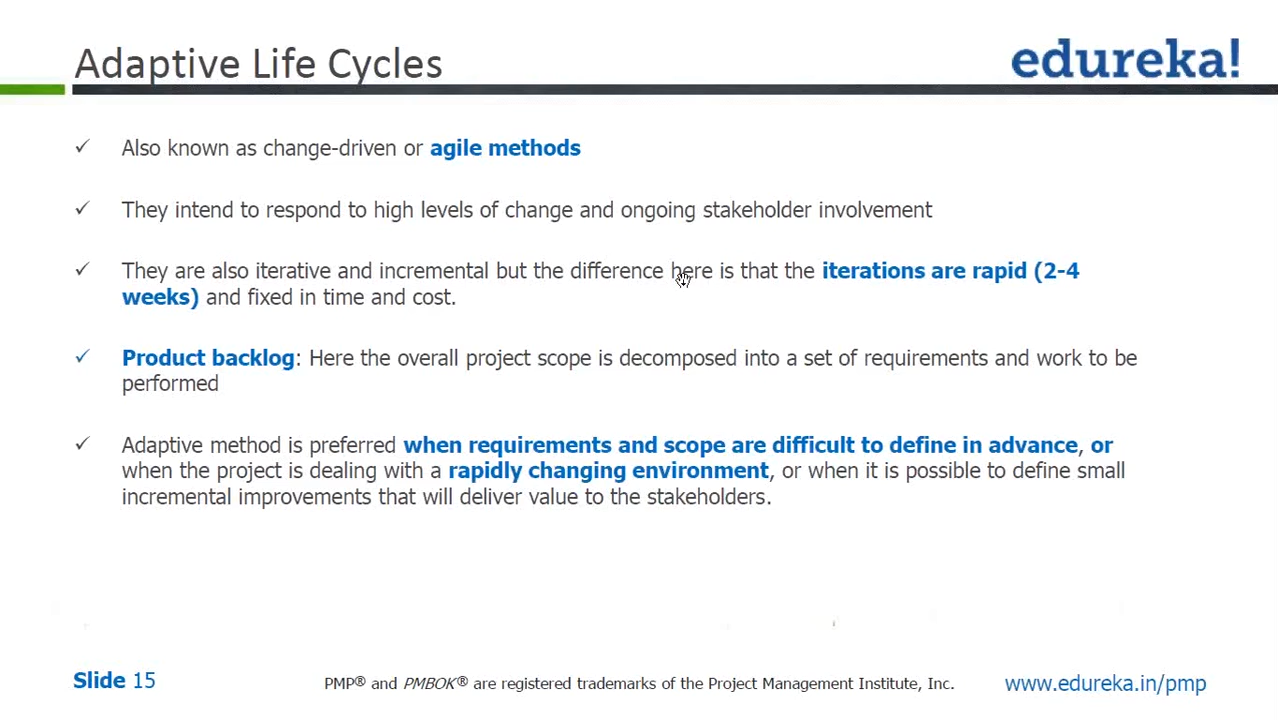 Adaptive Life Cycles
edureka!
Also known as change-driven or agile methods
They intend to respond to high levels of change and ongoing stakeholder involvement
They are also iterative and incremental but the difference here is that the iterations are rapid (2-4
weeks) and fixed in time and cost.
Product backlog: Here the overall project scope is decomposed into a set of requirements and work to be
performed
Adaptive method is preferred when requirements and scope are difficult to define in advance, or
when the project is dealing with a rapidly changing environment, or when it is possible to define small
incremental improvements that will deliver value to the stakeholders.
Slide 15
PMP® and PMBOK® are registered trademarks of the Project Management Institute, Inc.
www.edureka.in/pmp